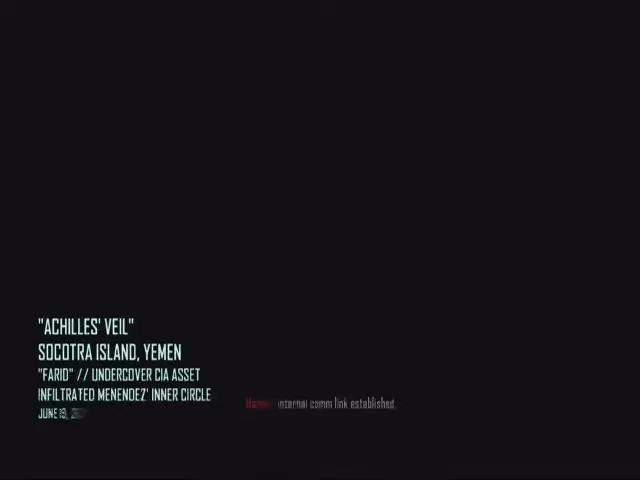 "ACHILLES' VEIL"
SOCOTRA ISLAND, YEMEN
"FARID" // UNDERCOVER CIA ASSET
INFILTRATED MENENDEZ' INNER CIRCLE
JUNE 19,
internal comm link established.